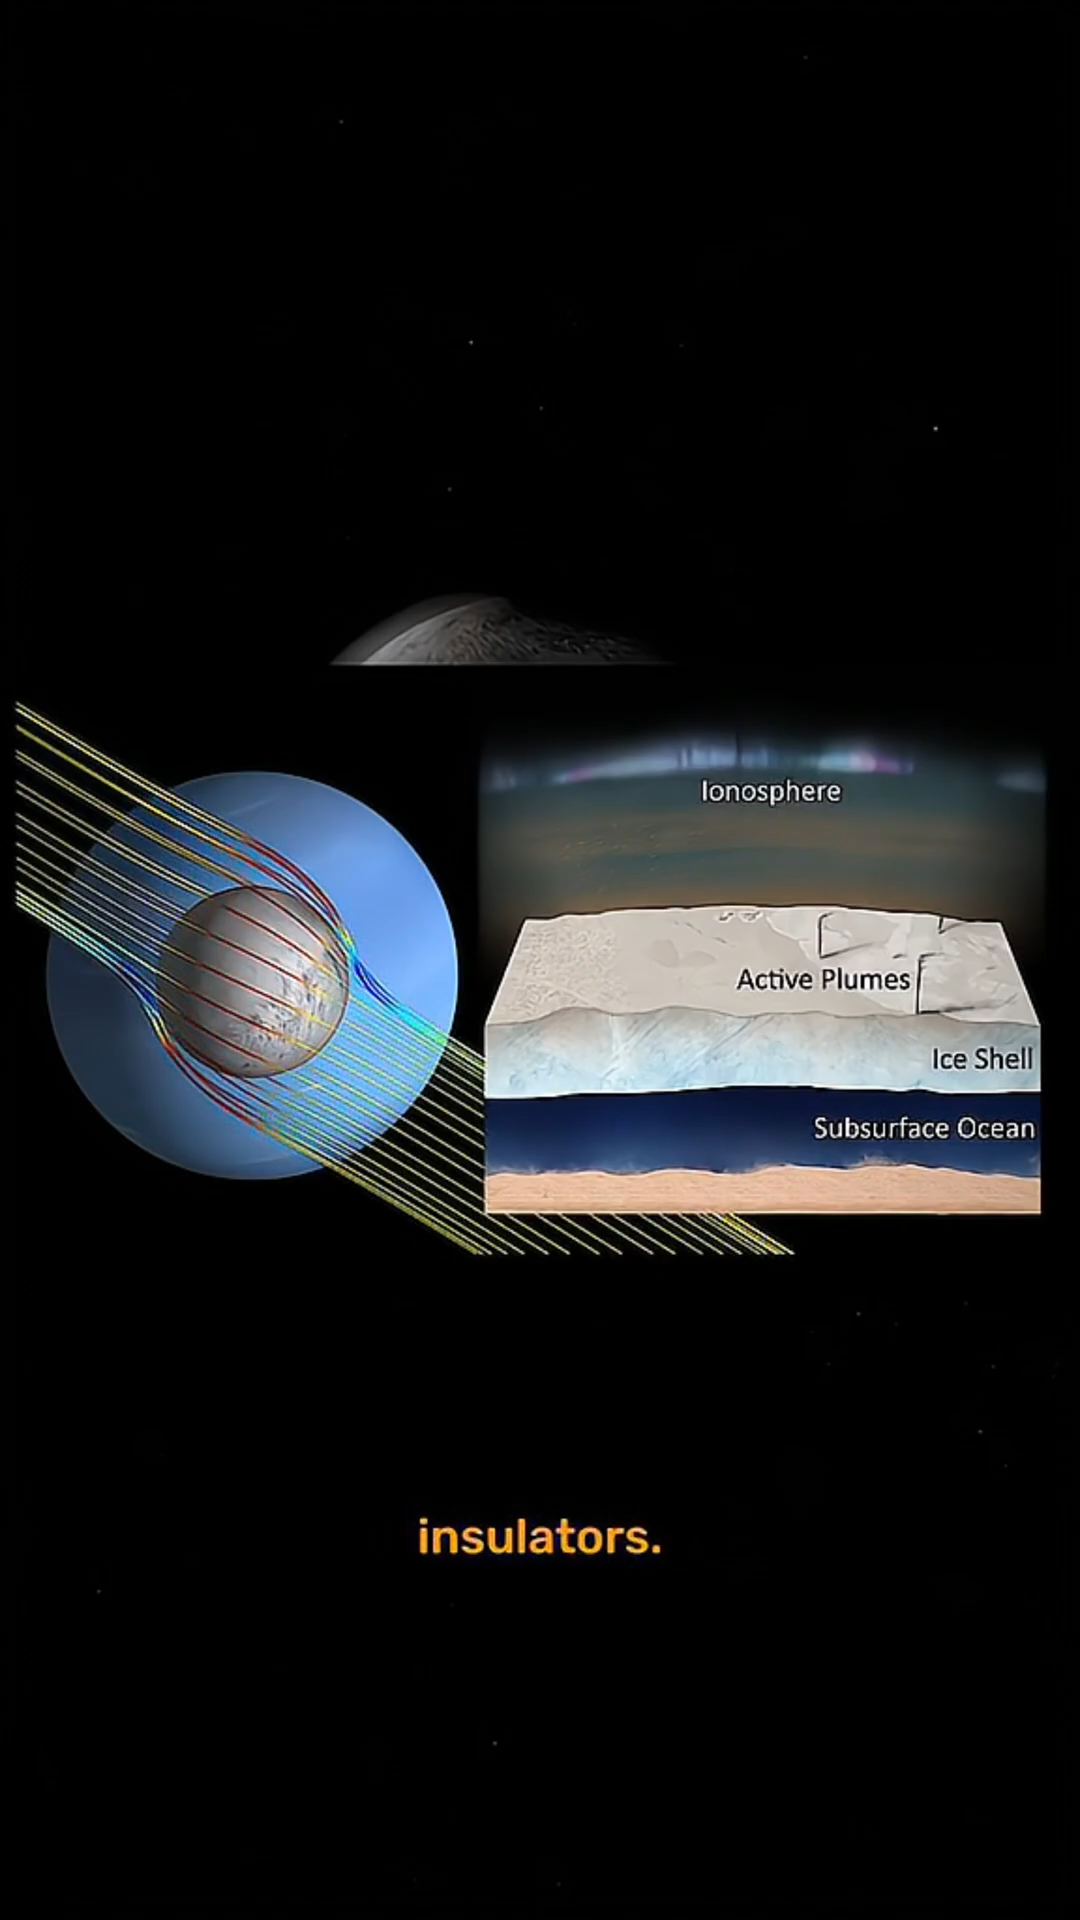 Ionosphere
Active Plumes
Ice Shell
Subsurface Ocean
insulators.